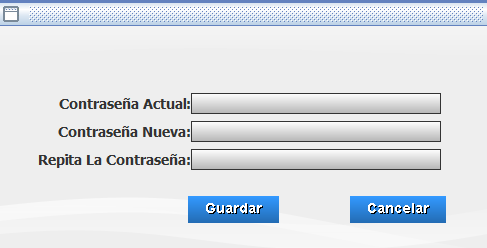 Contraseña Actual:
Contraseña Nueva:
Repita La Contraseña:
Guardar Cancelar